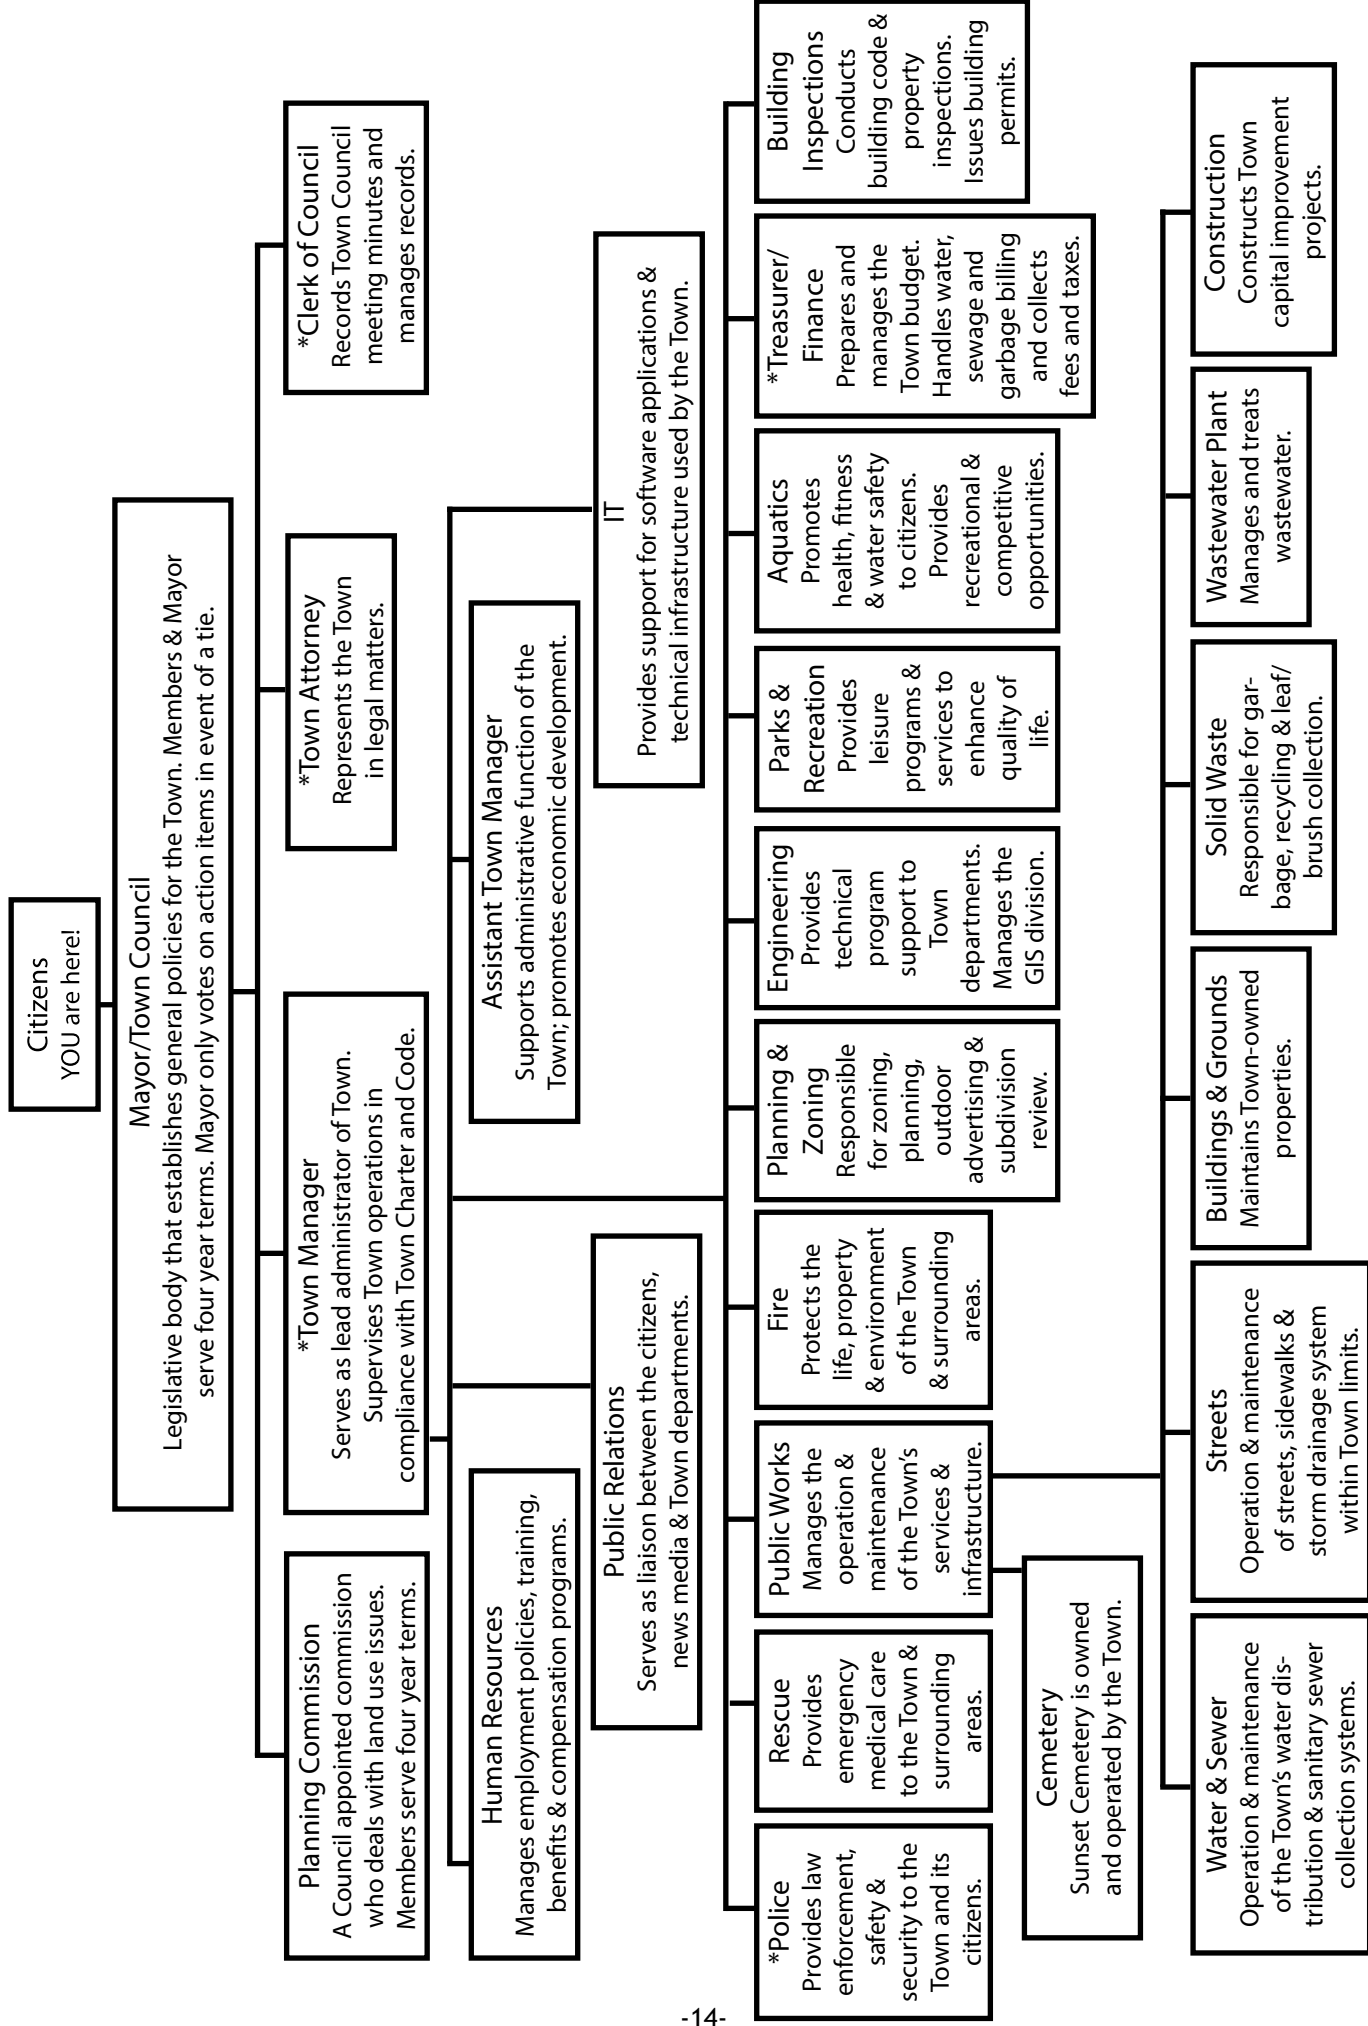 Citizens
YOU are here!
Mayor/Town Council
Legislative body that establishes general policies for the Town. Members & Mayor
serve four year terms. Mayor only votes on action items in event of a tie.
Planning Commission
A Council appointed commission
who deals with land use issues.
Members serve four year terms.
*Town Manager
Serves as lead administrator of Town.
Supervises Town operations in
compliance with Town Charter and Code.
*Town Attorney
Represents the Town
in legal matters.
*Clerk of Council
Records Town Council
meeting minutes and
manages records.
Human Resources
Manages employment policies, training,
benefits & compensation programs.
Assistant Town Manager
Supports administrative function of the
Town; promotes economic development.
Public Relations
Serves as liaison between the citizens,
news media & Town departments.
IT
Provides support for software applications &
technical infrastructure used by the Town.
*Police
Provides law
enforcement,
safety &
security to the
Town and its
citizens.
Rescue
Provides
emergency
medical care
to the Town &
surrounding
areas.
Public Works
Manages the
operation &
maintenance
of the Town's
services &
infrastructure.
Fire
Protects the
life, property
& environment
of the Town
& surrounding
areas.
Planning &
Zoning
Responsible
for zoning,
planning,
outdoor
advertising &
subdivision
review.
Engineering
Provides
technical
program
support to
Town
departments.
Manages the
GIS division.
Parks &
Recreation
Provides
leisure
programs &
services to
enhance
quality of
life.
Aquatics
Promotes
health, fitness
& water safety
to citizens.
Provides
recreational &
competitive
opportunities.
*Treasurer/
Finance
Prepares and
manages the
Town budget.
Handles water,
sewage and
garbage billing
and collects
fees and taxes.
Building
Inspections
Conducts
building code &
property
inspections.
Issues building
permits.
Cemetery
Sunset Cemetery is owned
and operated by the Town.
Water & Sewer
Operation & maintenance
of the Town's water dis-
tribution & sanitary sewer
collection systems.
Streets
Operation & maintenance
of streets, sidewalks &
storm drainage system
within Town limits.
Buildings & Grounds
Maintains Town-owned
properties.
Solid Waste
Responsible for gar-
bage, recycling & leaf/
brush collection.
Wastewater Plant
Manages and treats
wastewater.
Construction
Constructs Town
capital improvement
projects.
-14-